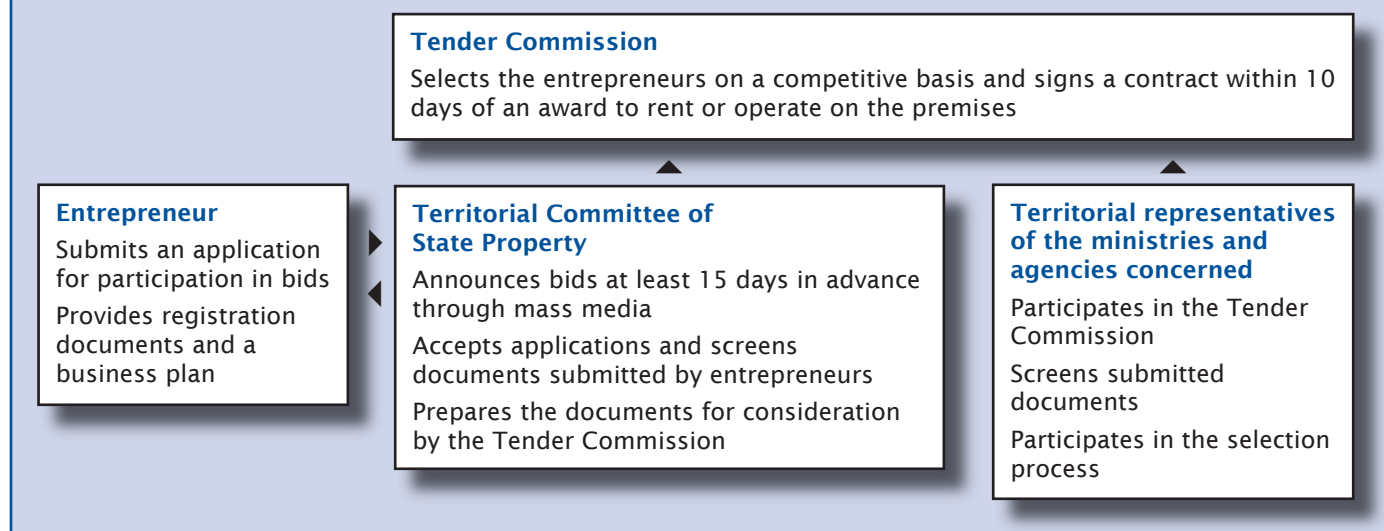 Tender Commission
Selects the entrepreneurs on a competitive basis and signs a contract within 10
days of an award to rent or operate on the premises
Entrepreneur
Submits an application
for participation in bids
Provides registration
documents and a
business plan
Territorial Committee of
State Property
Announces bids at least 15 days in advance
through mass media
Accepts applications and screens
documents submitted by entrepreneurs
Prepares the documents for consideration
by the Tender Commission
Territorial representatives
of the ministries and
agencies concerned
Participates in the Tender
Commission
Screens submitted
documents
Participates in the selection
process